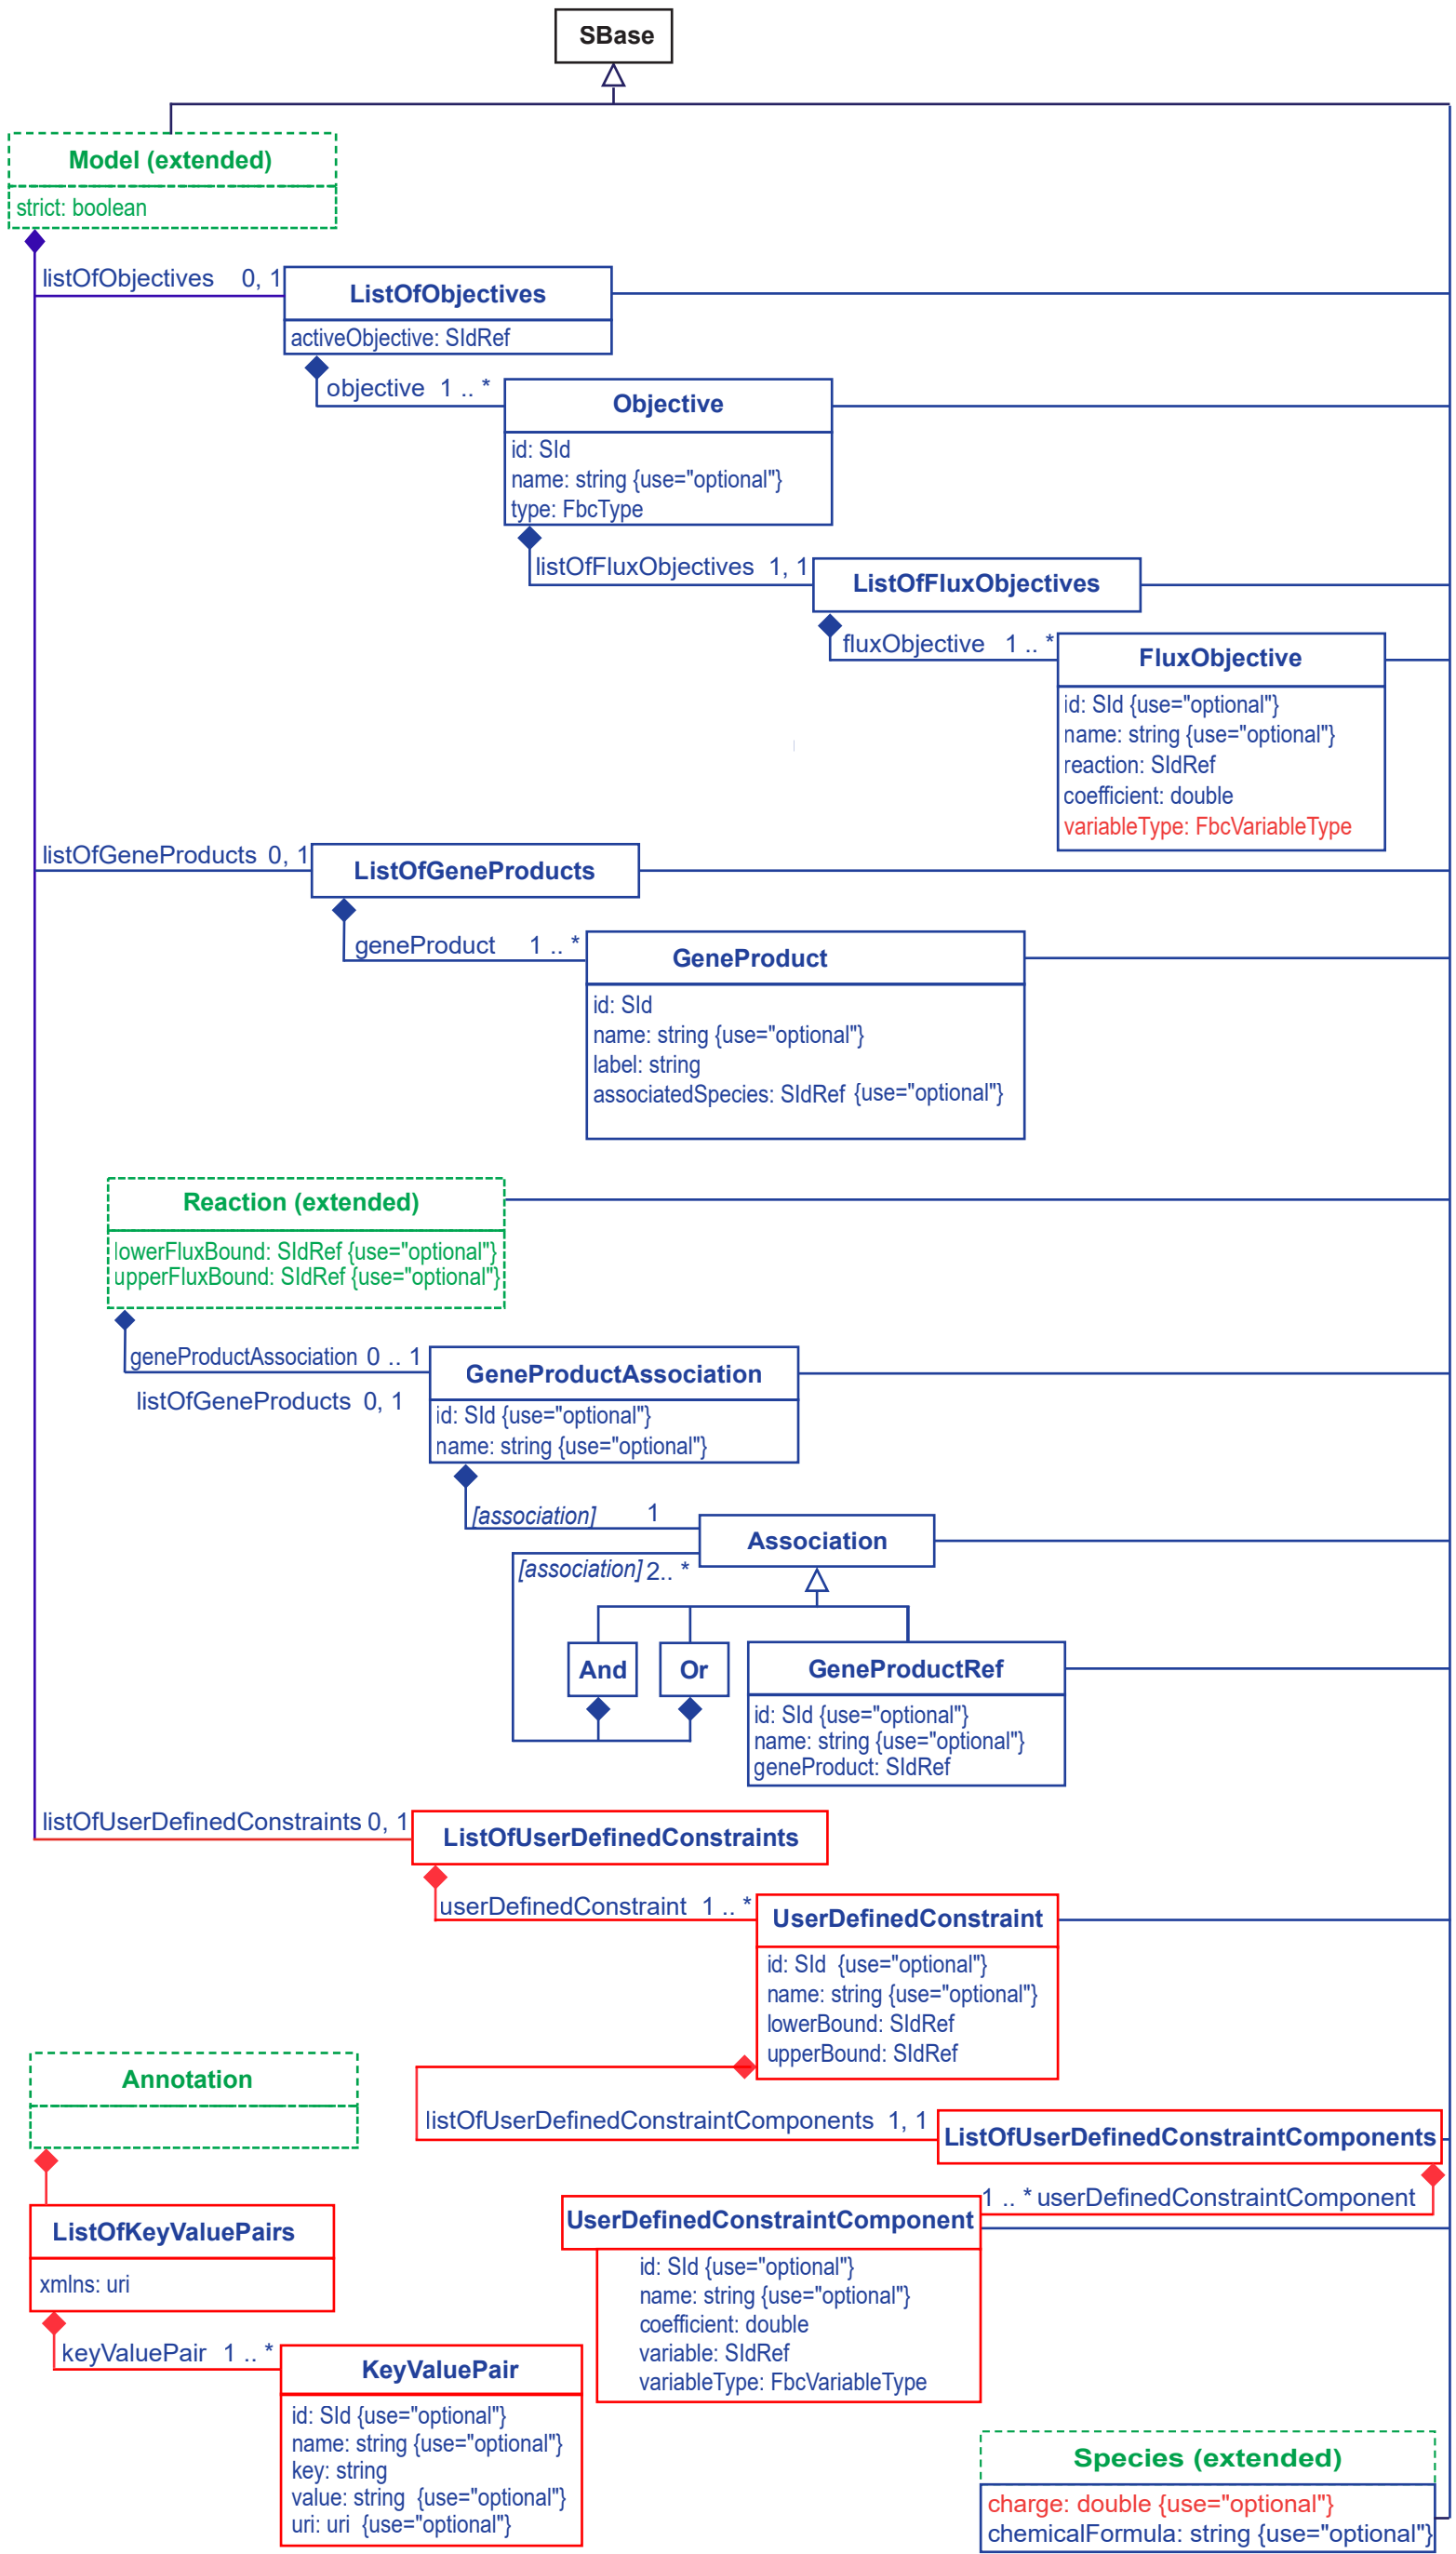 SBase
Model (extended)
strict: boolean
listOfObjectives 0, 1
ListOfObjectives
activeObjective: SIdRef
objective 1 .. *
Objective
id: SId
name: string {use="optional"}
type: FbcType
listOfFluxObjectives 1, 1
ListOfFluxObjectives
fluxObjective 1 .. *
FluxObjective
id: SId {use="optional"}
name: string {use="optional"}
reaction: SIdRef
coefficient: double
variableType: FbcVariableType
listOfGeneProducts 0, 1
ListOfGeneProducts
geneProduct 1 .. *
GeneProduct
id: SId
name: string {use="optional"}
label: string
associatedSpecies: SIdRef {use="optional"}
Reaction (extended)
lowerFluxBound: SIdRef {use="optional"}
upperFluxBound: SIdRef {use="optional"}
geneProductAssociation 0 .. 1
listOfGeneProducts 0, 1
GeneProductAssociation
id: SId {use="optional"}
name: string {use="optional"}
[association] 1
Association
[association] 2.. *
And
Or
GeneProductRef
id: SId {use="optional"}
name: string {use="optional"}
geneProduct: SIdRef
listOfUserDefinedConstraints 0, 1
ListOfUserDefinedConstraints
userDefinedConstraint 1 .. *
UserDefinedConstraint
id: SId {use="optional"}
name: string {use="optional"}
lowerBound: SIdRef
upperBound: SIdRef
Annotation
listOfUserDefinedConstraintComponents 1, 1
ListOfUserDefinedConstraintComponents
1 .. * userDefinedConstraintComponent
UserDefinedConstraintComponent
id: SId {use="optional"}
name: string {use="optional"}
coefficient: double
variable: SIdRef
variableType: FbcVariableType
ListOfKeyValuePairs
xmlns: uri
keyValuePair 1 .. *
KeyValuePair
id: SId {use="optional"}
name: string {use="optional"}
key: string
value: string {use="optional"}
uri: uri {use="optional"}
Species (extended)
charge: double {use="optional"}
chemicalFormula: string {use="optional"}